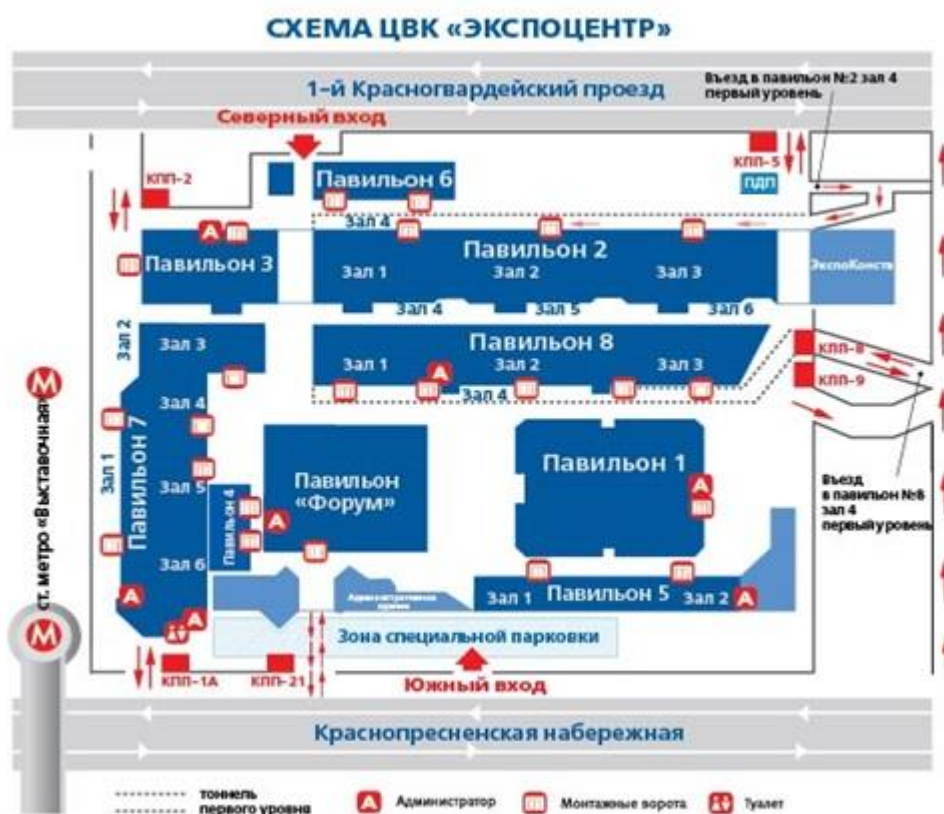 СХЕМА ЦВК «ЭКСПОЦЕНТР»
1-й Красногвардейский проезд
Въезд в павильон №2 зал 4
первый уровень
Северный вход
КПП-2
КПП-5
ПДП
Павильон 6
Зал 4
А
Павильон 3
Павильон 2
Зал 1
Зал 2
Зал 3
ЭкспоКонста
Зал 4
Зал 5
Зал 6
Зал 2
Зал 3
Павильон 8
Зал 1
Зал 2
Зал 3
А
Зал 4
КПП-8
КПП-9
М
ст. метро «Выставочная»
М
Зал 1
Павильон 7
Зал 4
Зал 5
Зал 6
Павильон 4
Павильон
«Форум»
А
Павильон 1
А
Въезд
в павильон №8
зал 4
первый уровень
А
А
Зал 1
Павильон 5
Зал 2
А
Зона специальной парковки
КПП-1А
КПП-21
Южный вход
Краснопресненская набережная
тоннель
первого уровня
А
Администратор
Монтажные ворота
Туалет